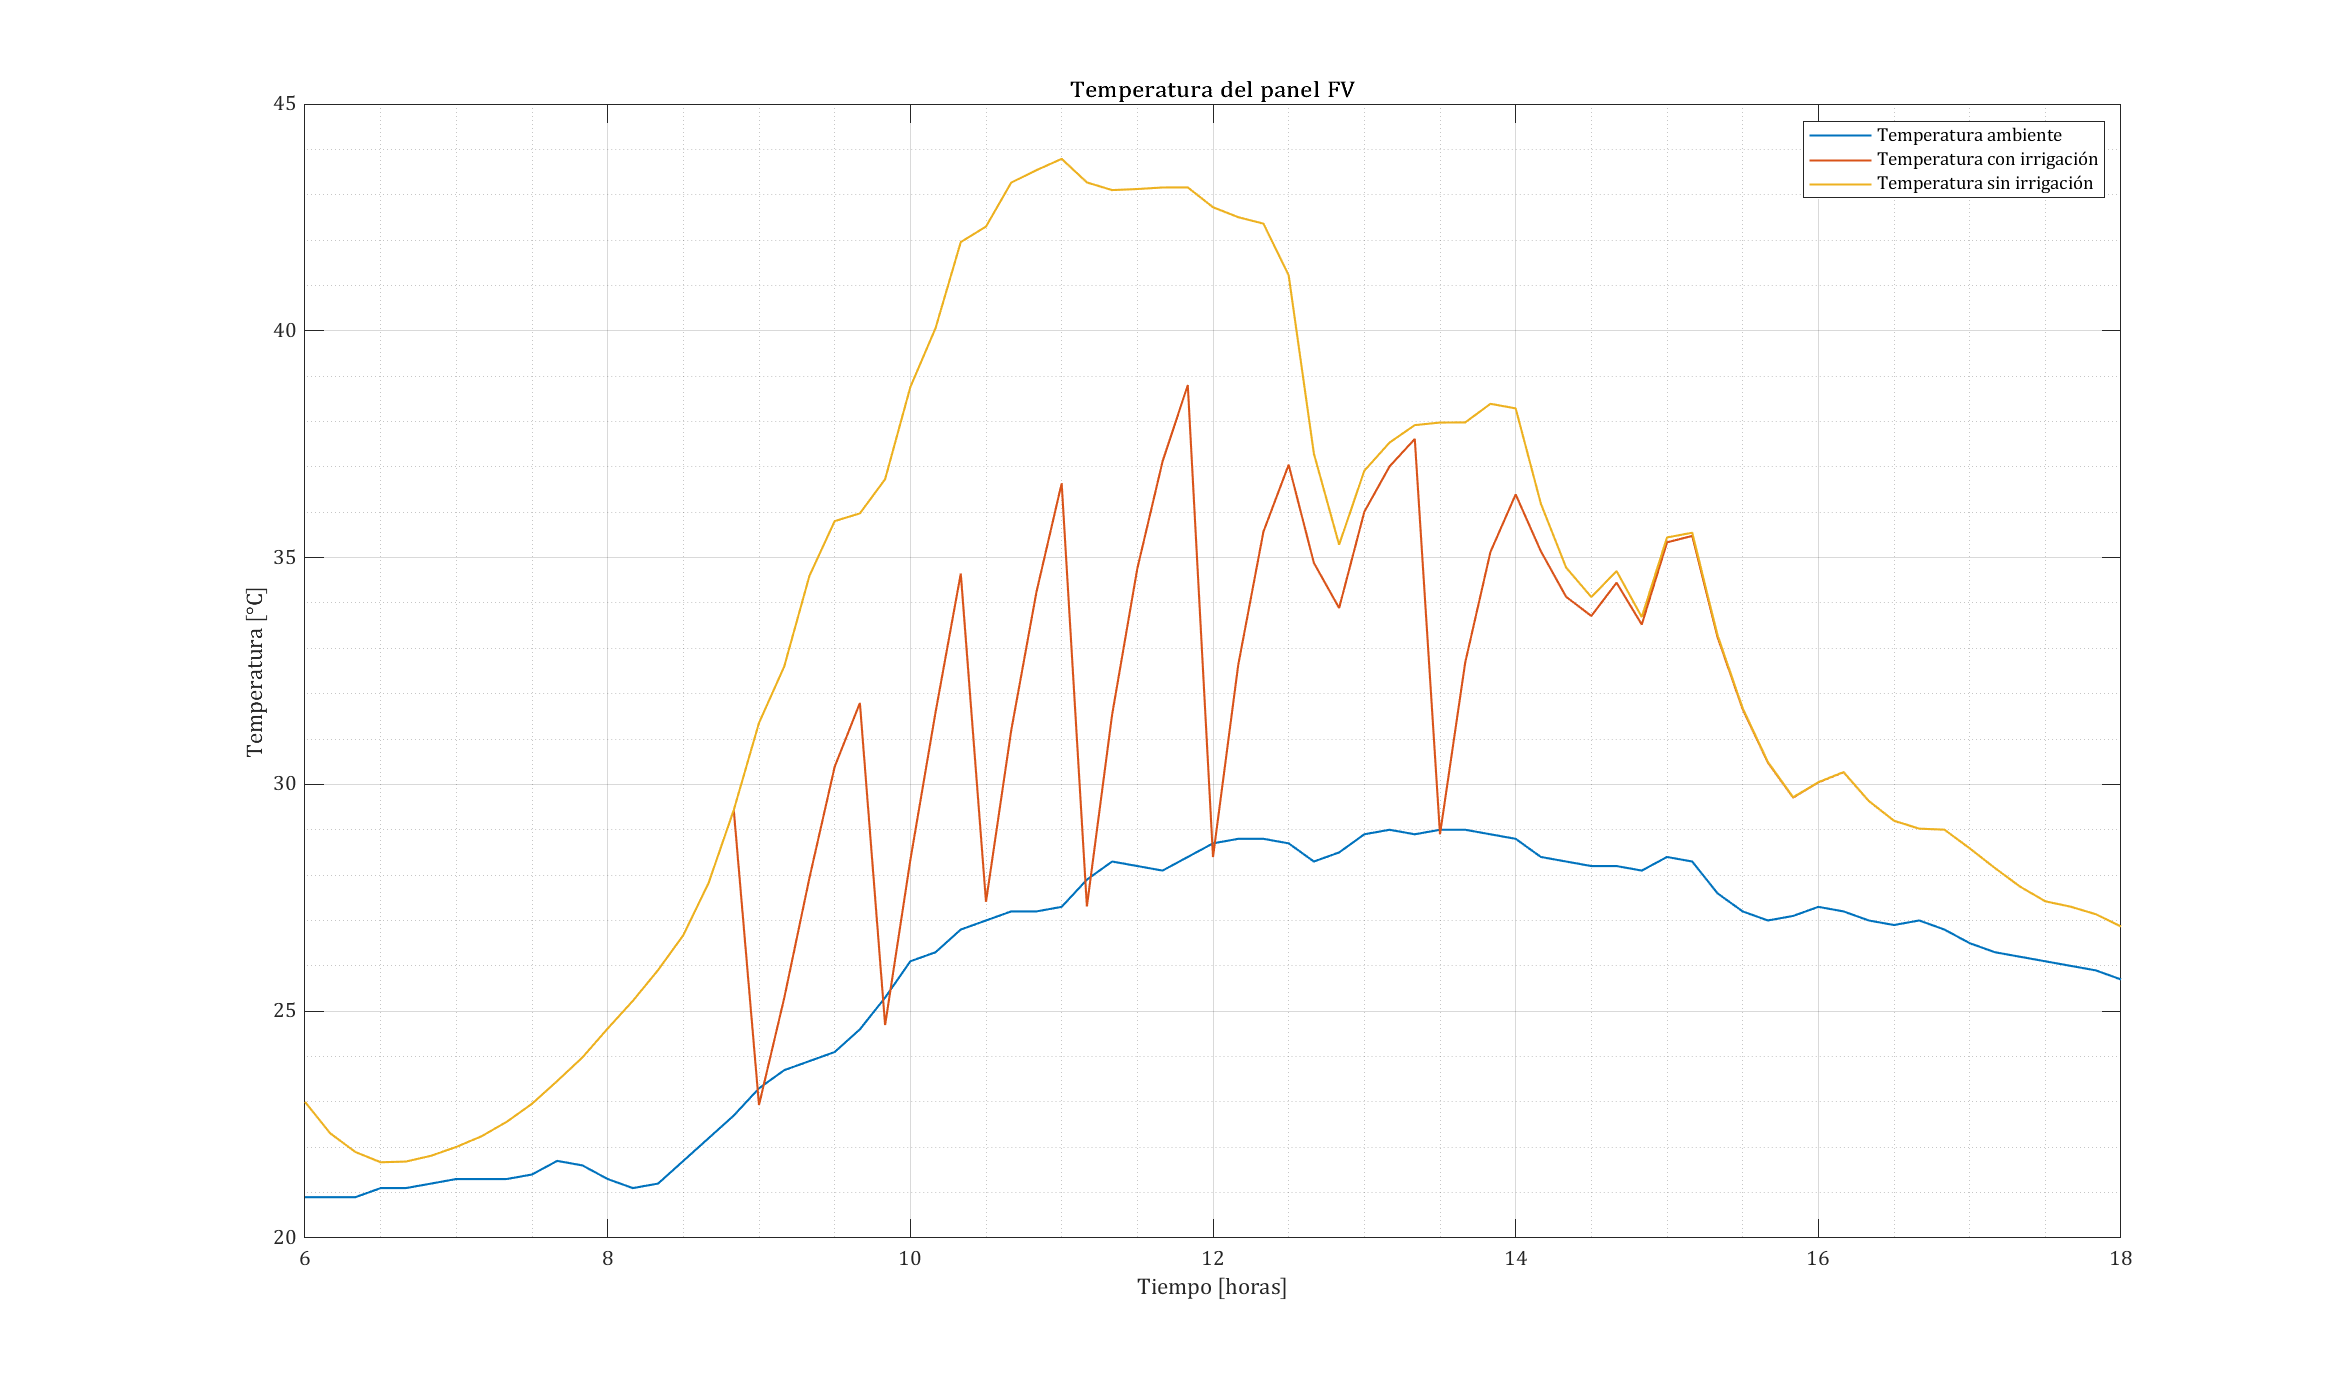 Temperatura del panel FV
45
40
35
30
25
20
Temperatura [°C]
Temperatura ambiente
Temperatura con irrigación
Temperatura sin irrigación
6 8 10 12 14 16 18
Tiempo [horas]